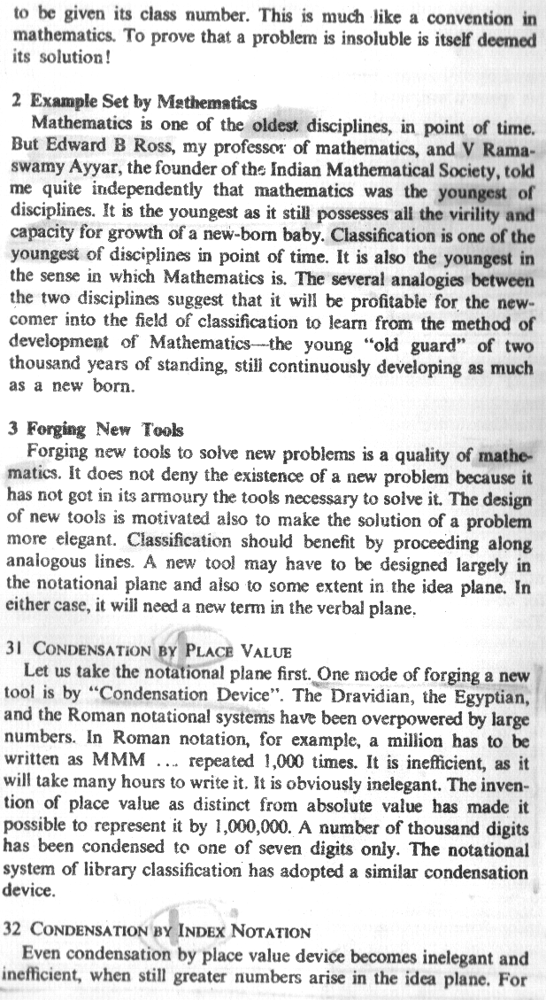 to be given its class number. This is much like a convention in
mathematics. To prove that a problem is insoluble is itself deemed
its solution!
2 Example Set by Mathematics
Mathematics is one of the oldest disciplines, in point of time.
But Edward B Ross, my professor of mathematics, and V Rama-
swamy Ayyar, the founder of the Indian Mathematical Society, told
me quite independently that mathematics was the youngest of
disciplines. It is the youngest as it still possesses all the virility and
capacity for growth of a new-born baby. Classification is one of the
youngest of disciplines in point of time. It is also the youngest in
the sense in which Mathematics is. The several analogies between
the two disciplines suggest that it will be profitable for the new-
comer into the field of classification to learn from the method of
development of Mathematics—the young “old guard” of two
thousand years of standing, still continuously developing as much
as a new born.
3 Forging New Tools
Forging new tools to solve new problems is a quality of mathe-
matics. It does not deny the existence of a new problem because it
has not got in its armoury the tools necessary to solve it. The design
of new tools is motivated also to make the solution of a problem
more elegant. Classification should benefit by proceeding along
analogous lines. A new tool may have to be designed largely in
the notational plane and also to some extent in the idea plane. In
either case, it will need a new term in the verbal plane.
31 CONDENSATION BY PLACE VALUE
Let us take the notational plane first. One mode of forging a new
tool is by “Condensation Device”. The Dravidian, the Egyptian,
and the Roman notational systems have been overpowered by large
numbers. In Roman notation, for example, a million has to be
written as MMM .... repeated 1,000 times. It is inefficient, as it
will take many hours to write it. It is obviously inelegant. The inven-
tion of place value as distinct from absolute value has made it
possible to represent it by 1,000,000. A number of thousand digits
has been condensed to one of seven digits only. The notational
system of library classification has adopted a similar condensation
device.
32 CONDENSATION BY INDEX NOTATION
Even condensation by place value device becomes inelegant and
inefficient, when still greater numbers arise in the idea plane. For